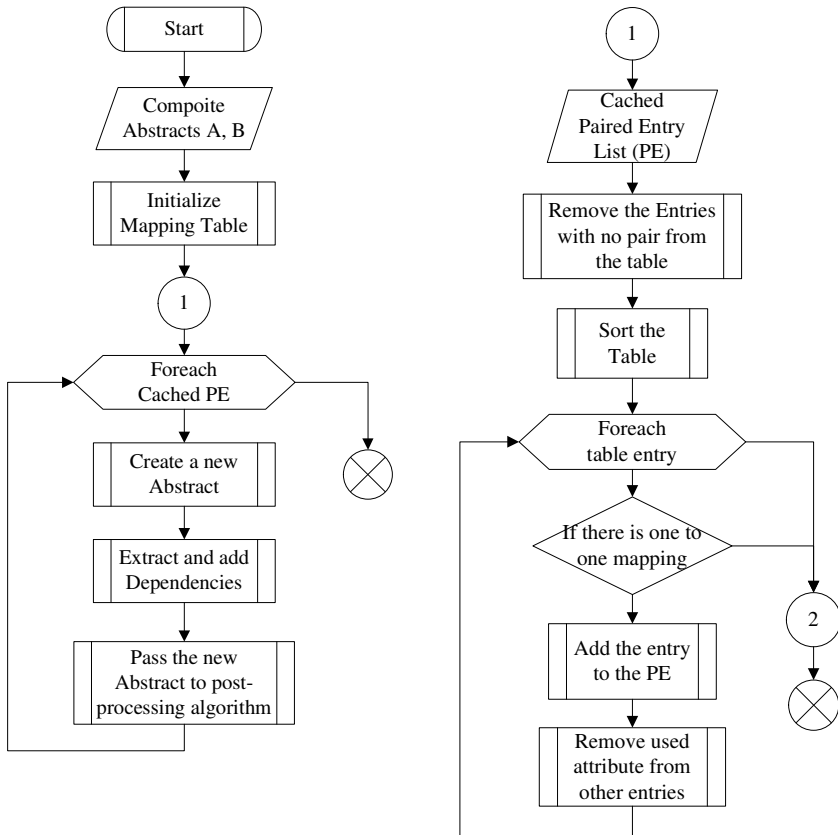 Start
Compoite
Abstracts A, B
Initialize
Mapping Table
1
Foreach
Cached PE
Create a new
Abstract
Extract and add
Dependencies
Pass the new
Abstract to post-
processing algorithm
1
Cached
Paired Entry
List (PE)
Remove the Entries
with no pair from
the table
Sort the
Table
Foreach
table entry
If there is one to
one mapping
2
Add the entry
to the PE
Remove used
attribute from
other entries